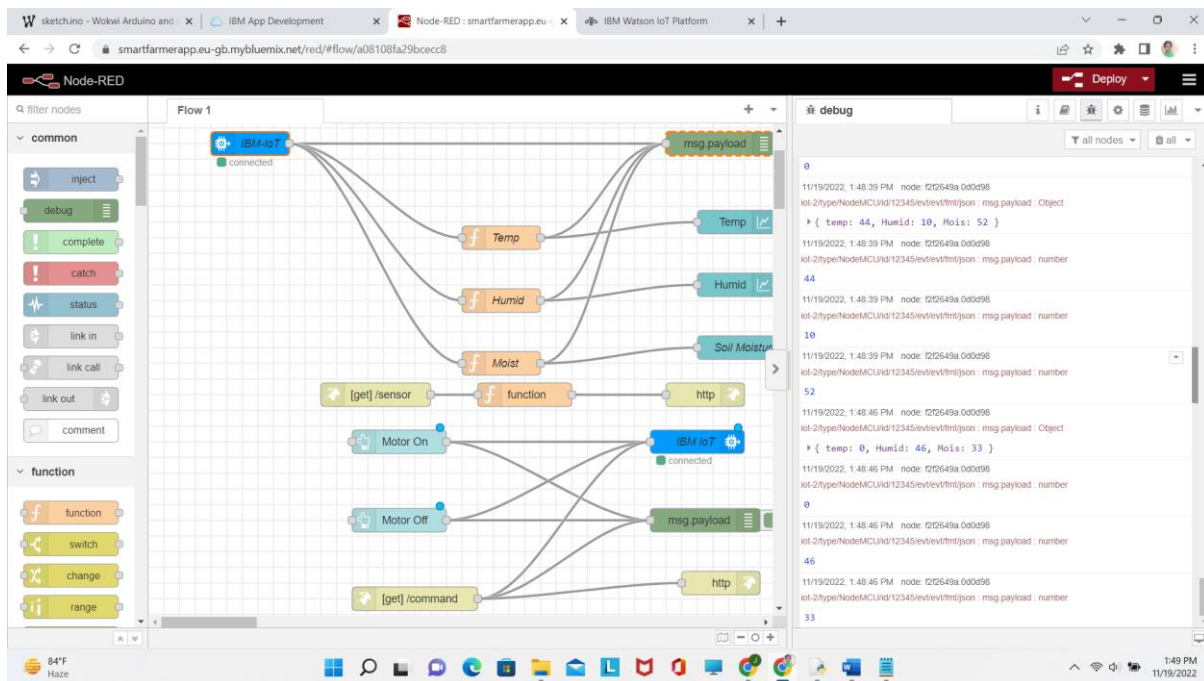 sketch.ino - Wokwi Arduino and
IBM App Development
Node-RED : smartfarmerapp.eu-g
IBM Watson IoT Platform
smartfarmerapp.eu-gb.mybluemix.net/red/#flow/a08108fa29bcecc8
Node-RED
Deploy
filter nodes
Flow 1
debug
i
all nodes
all
common
inject
debug
complete
catch
status
link in
link call
link out
comment
function
function
switch
change
range
IBM-IoT
connected
msg.payload
Temp
Temp
Humid
Humid
Moist
Soil Moistur
[get] /sensor
function
http
Motor On
IBM IoT
connected
Motor Off
msg.payload
[get] /command
http
0
11/19/2022, 1:48:39 PM node: f2f2649a.0d0d98
iot-2/type/NodeMCU/id/12345/evt/evt/fmt/json : msg.payload : Object
{ temp: 44, Humid: 10, Mois: 52 }
11/19/2022, 1:48:39 PM node: f2f2649a.0d0d98
iot-2/type/NodeMCU/id/12345/evt/evt/fmt/json : msg.payload : number
44
11/19/2022, 1:48:39 PM node: f2f2649a.0d0d98
iot-2/type/NodeMCU/id/12345/evt/evt/fmt/json : msg.payload : number
10
11/19/2022, 1:48:39 PM node: f2f2649a.0d0d98
iot-2/type/NodeMCU/id/12345/evt/evt/fmt/json : msg.payload : number
52
11/19/2022, 1:48:46 PM node: f2f2649a.0d0d98
iot-2/type/NodeMCU/id/12345/evt/evt/fmt/json : msg.payload : Object
{ temp: 0, Humid: 46, Mois: 33 }
11/19/2022, 1:48:46 PM node: f2f2649a.0d0d98
iot-2/type/NodeMCU/id/12345/evt/evt/fmt/json : msg.payload : number
0
11/19/2022, 1:48:46 PM node: f2f2649a.0d0d98
iot-2/type/NodeMCU/id/12345/evt/evt/fmt/json : msg.payload : number
46
11/19/2022, 1:48:46 PM node: f2f2649a.0d0d98
iot-2/type/NodeMCU/id/12345/evt/evt/fmt/json : msg.payload : number
33
84°F
Haze
1:49 PM
11/19/2022